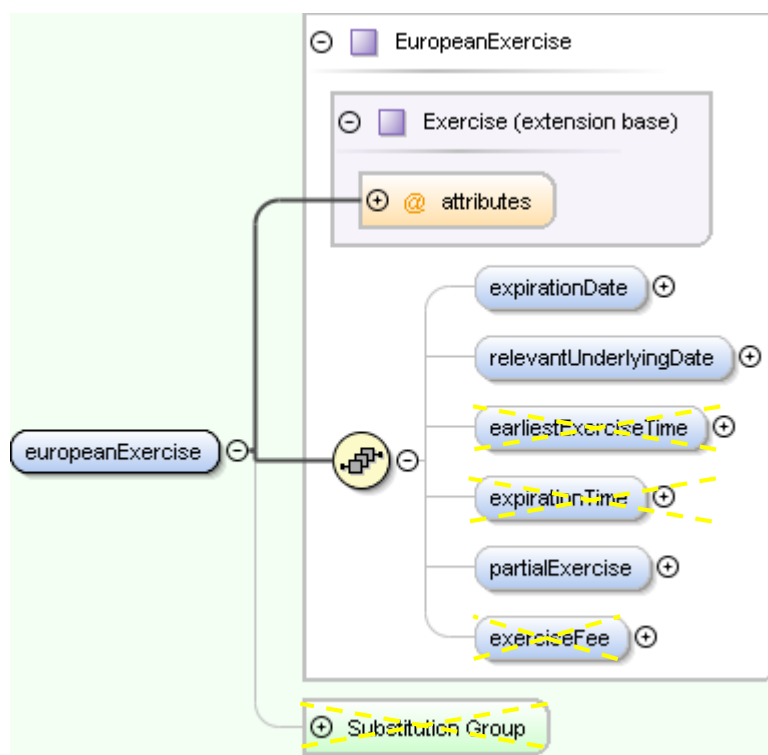 EuropeanExercise
Exercise (extension base)
@ attributes
expirationDate
relevantUnderlyingDate
earliestExerciseTime
europeanExercise
expirationTime
partialExercise
exerciseFee
Substitution Group